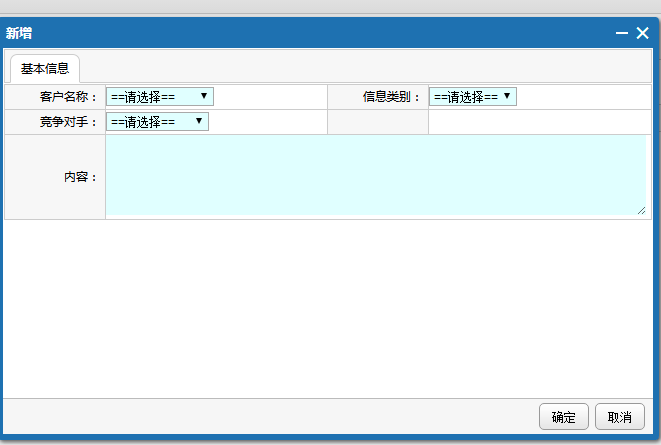 新增
基本信息
客户名称： ==请选择== 信息类别： ==请选择==
竞争对手： ==请选择==
内容：
确定 取消